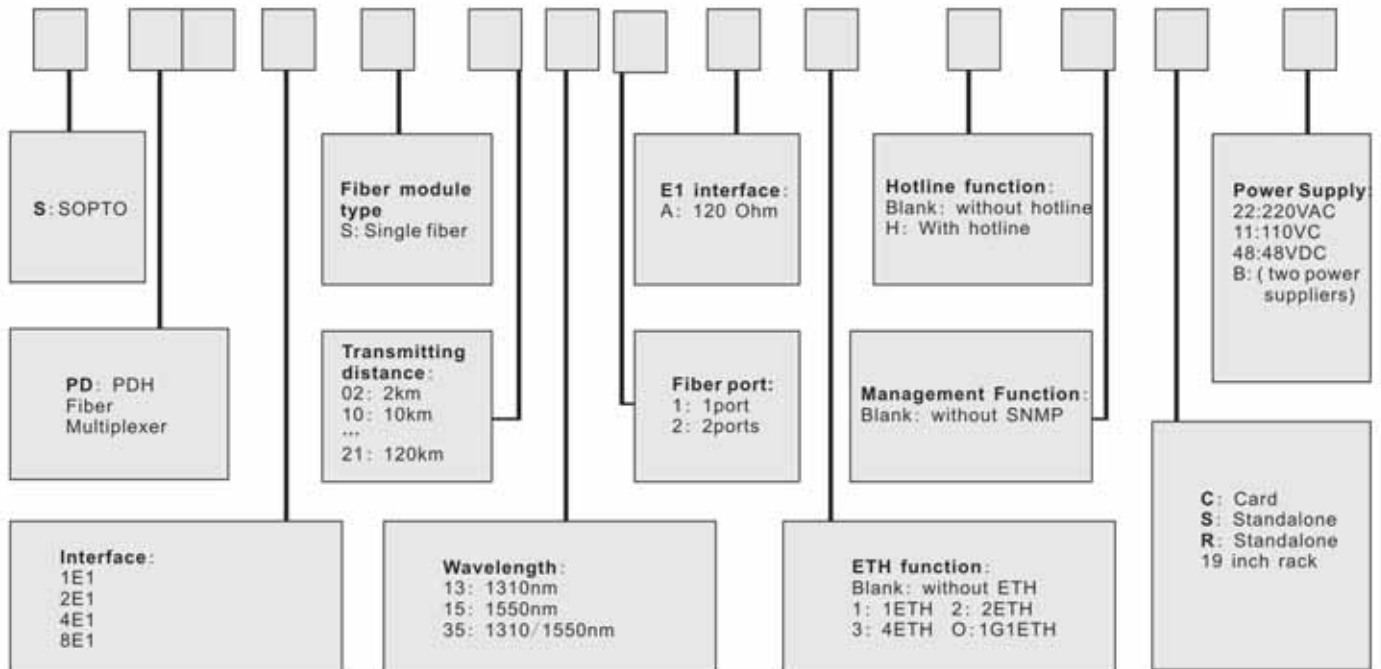 S: SOPTO
Fiber module
type
S: Single fiber
E1 interface:
A: 120 Ohm
Hotline function:
Blank: without hotline
H: With hotline
Power Supply:
22:220VAC
11:110VC
48:48VDC
B: ( two power
suppliers)
PD: PDH
Fiber
Multiplexer
Transmitting
distance:
02: 2km
10: 10km
...
21: 120km
Fiber port:
1: 1port
2: 2ports
Management Function:
Blank: without SNMP
C: Card
S: Standalone
R: Standalone
19 inch rack
Interface:
1E1
2E1
4E1
8E1
Wavelength:
13: 1310nm
15: 1550nm
35: 1310/1550nm
ETH function:
Blank: without ETH
1: 1ETH 2: 2ETH
3: 4ETH O:1G1ETH